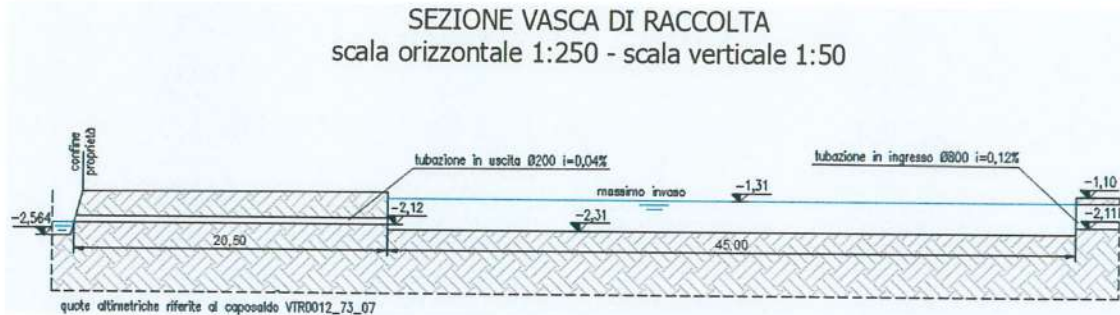 SEZIONE VASCA DI RACCOLTA
scala orizzontale 1:250 - scala verticale 1:50
confine
proprietà
tubazione in uscita Ø200 i=0,04%
tubazione in ingresso Ø800 i=0,12%
massimo invaso
-1,31
-1,10
-2,564
-2,12
-2,31
-2,11
20,50
45.00
quote altimetriche riferite al caposaldo VTR0012_73_07